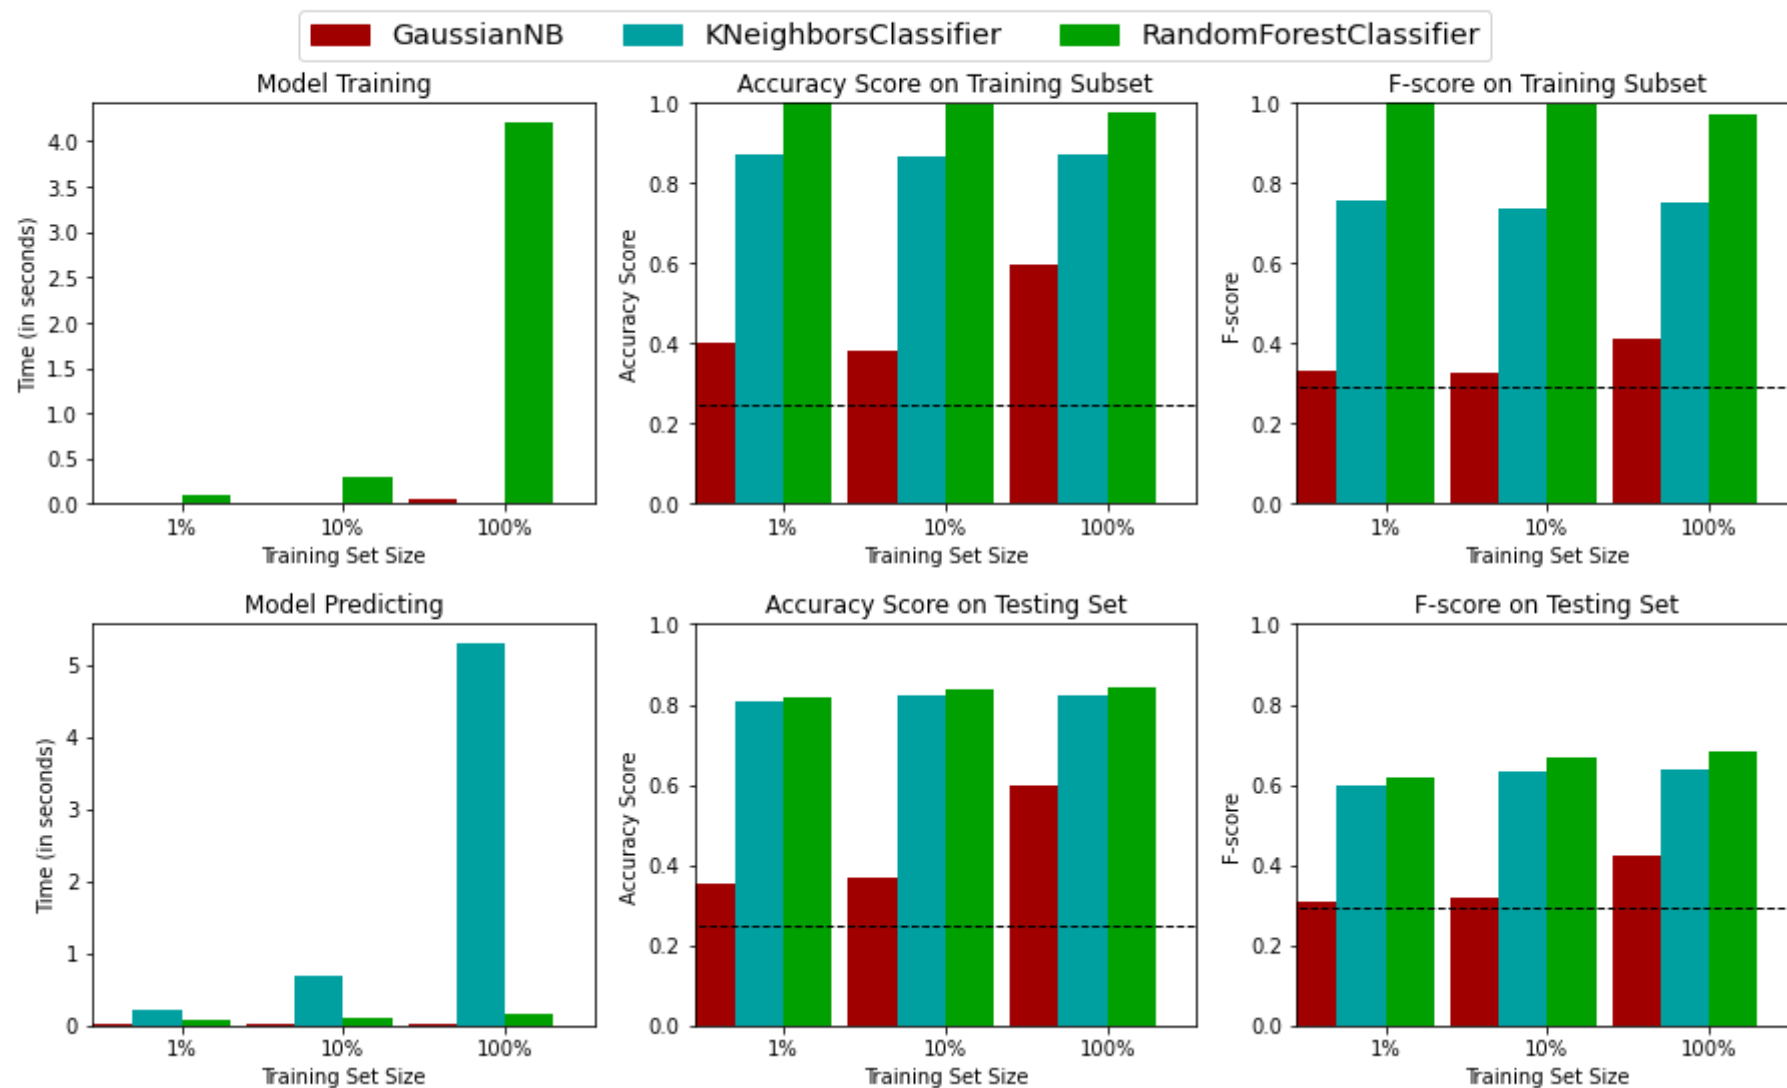 GaussianNB KNeighborsClassifier RandomForestClassifier
Model Training
Time (in seconds)
4.0
3.5
3.0
2.5
2.0
1.5
1.0
0.5
0.0
1% 10% 100%
Training Set Size
Accuracy Score on Training Subset
Accuracy Score
1.0
0.8
0.6
0.4
0.2
0.0
1% 10% 100%
Training Set Size
F-score on Training Subset
F-score
1.0
0.8
0.6
0.4
0.2
0.0
1% 10% 100%
Training Set Size
Model Predicting
Time (in seconds)
5
4
3
2
1
0
1% 10% 100%
Training Set Size
Accuracy Score on Testing Set
Accuracy Score
1.0
0.8
0.6
0.4
0.2
0.0
1% 10% 100%
Training Set Size
F-score on Testing Set
F-score
1.0
0.8
0.6
0.4
0.2
0.0
1% 10% 100%
Training Set Size